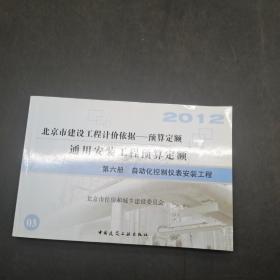 2012
北京市建设工程计价依据——预算定额
通用安装工程预算定额
第六册 自动化控制仪表安装工程
北京市住房和城乡建设委员会
03
中国建筑工业出版社